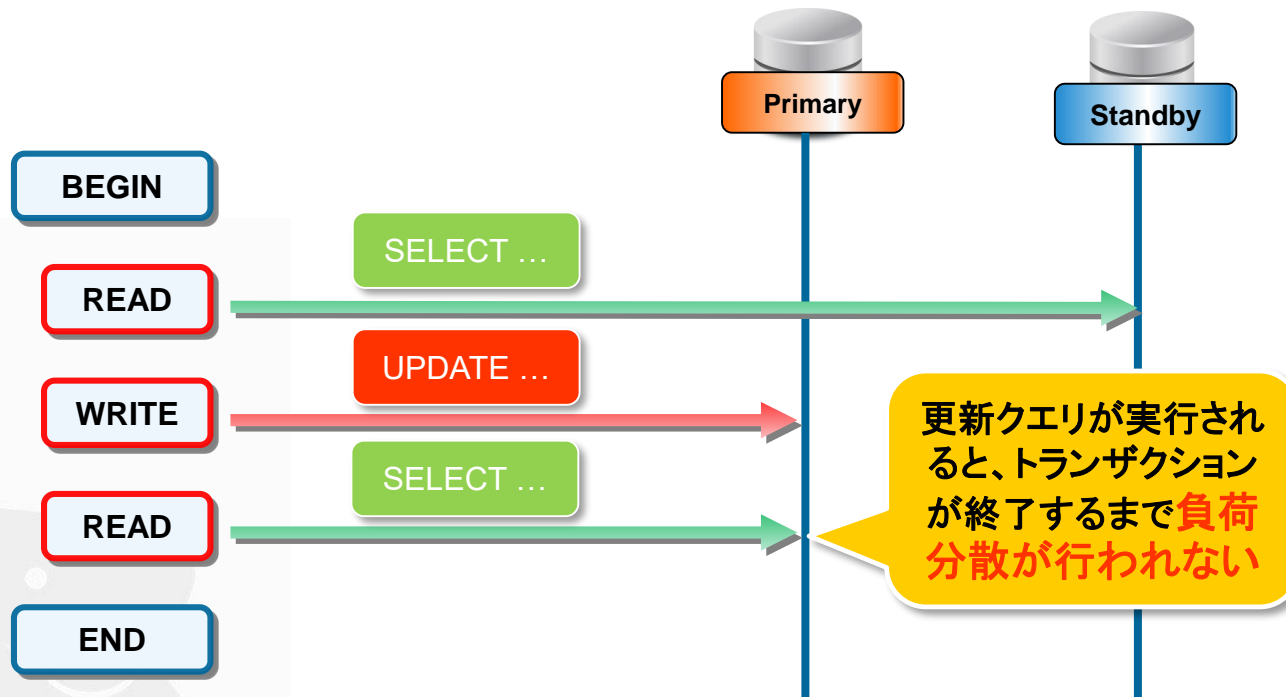 Primary
Standby
BEGIN
SELECT …
READ
UPDATE …
WRITE
SELECT …
READ
更新クエリが実行され
ると、トランザクション
が終了するまで負荷
分散が行われない
END